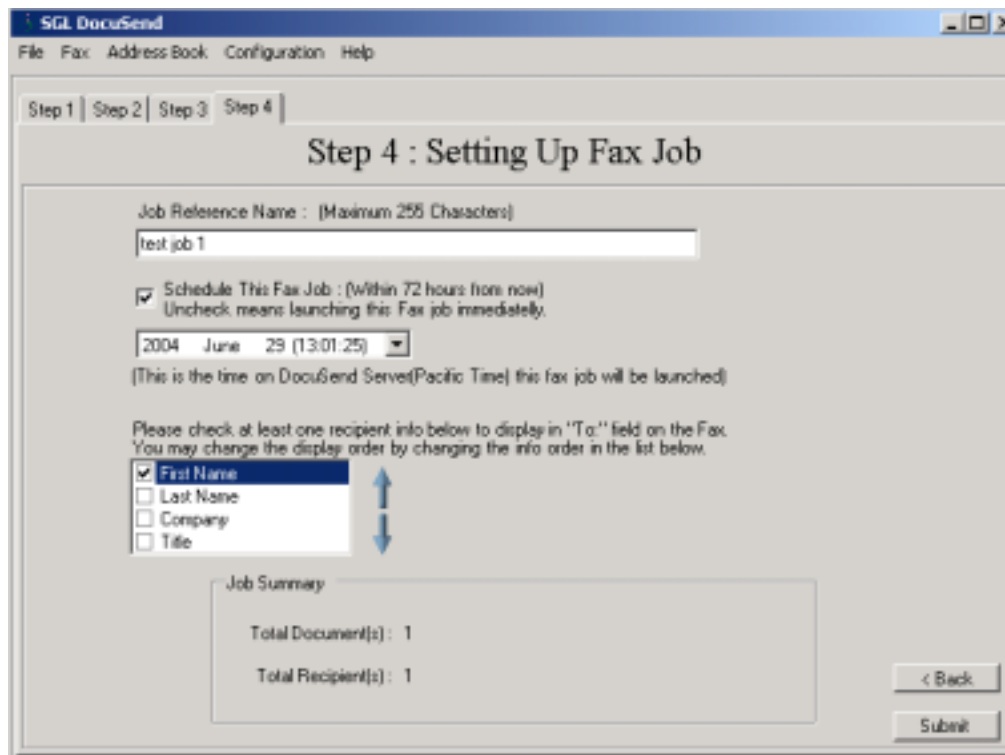 SGL DocuSend
File Fax Address Book Configuration Help
Step 1 Step 2 Step 3 Step 4
Step 4 : Setting Up Fax Job
Job Reference Name : (Maximum 255 Characters)
test job 1
Schedule This Fax Job : (Within 72 hours from now)
Uncheck means launching this Fax job immediatelly.
2004 June 29 (13:01:25)
(This is the time on DocuSend Server(Pacific Time) this fax job will be launched)
Please check at least one recipient info below to display in "To:" field on the Fax.
You may change the display order by changing the info order in the list below.
First Name
Last Name
Company
Title
Job Summary
Total Document(s) : 1
Total Recipient(s) : 1
< Back
Submit